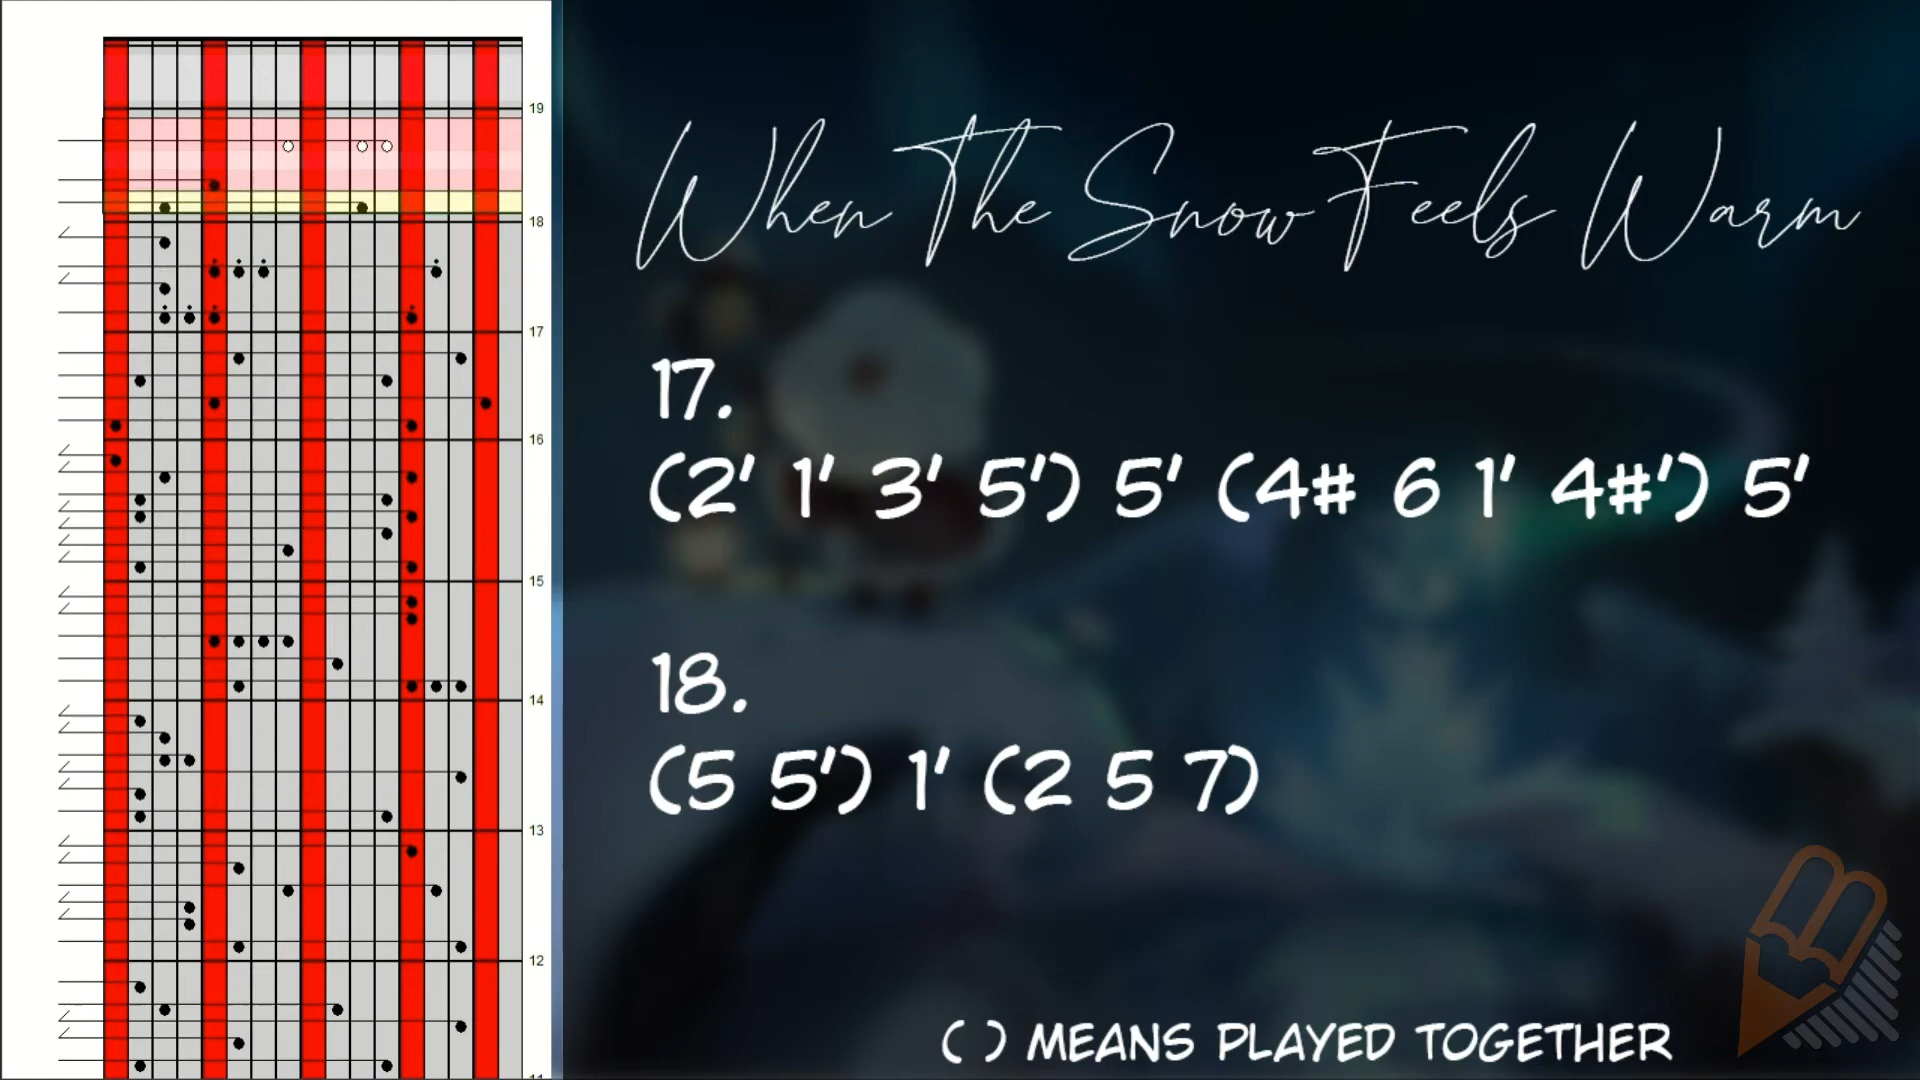 19
18
17
16
15
14
13
12
When The Snow Feels Warm
17.
(2' 1' 3' 5') 5' (4# 6 1' 4#') 5'
18.
(5 5') 1' (2 5 7)
( ) MEANS PLAYED TOGETHER